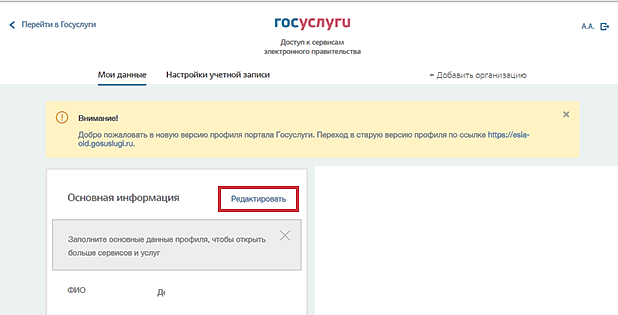 Перейти в Госуслуги
госуслуги
А.А.
Доступ к сервисам
электронного правительства
Мои данные
Настройки учетной записи
+ Добавить организацию
Внимание!
Добро пожаловать в новую версию профиля портала Госуслуги. Переход в старую версию профиля по ссылке https://esia-
old.gosuslugi.ru.
Основная информация
Редактировать
Заполните основные данные профиля, чтобы открыть
больше сервисов и услуг
ФИО